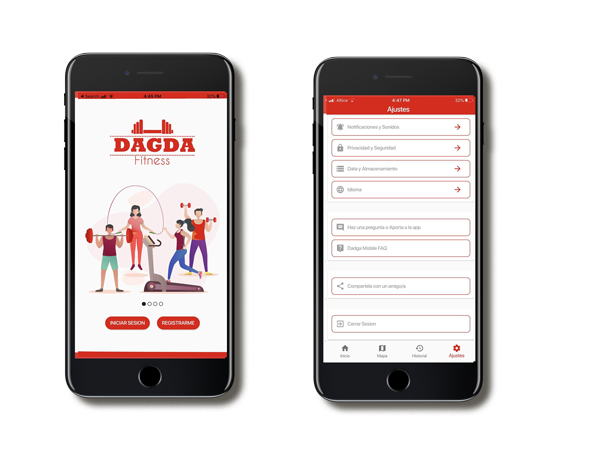 Search
4:45 PM
32%
DAGDA
Fitness
INICIAR SESION
REGISTRARME
Altice
4:47 PM
32%
Ajustes
Notificaciones y Sonidos
Privacidad y Seguridad
Data y Almacenamiento
Idioma
Haz una pregunta o Aporta a la app
Dadga Mobile FAQ
Compartela con un amigo/a
Cerrar Sesion
Inicio
Mapa
Historial
Ajustes